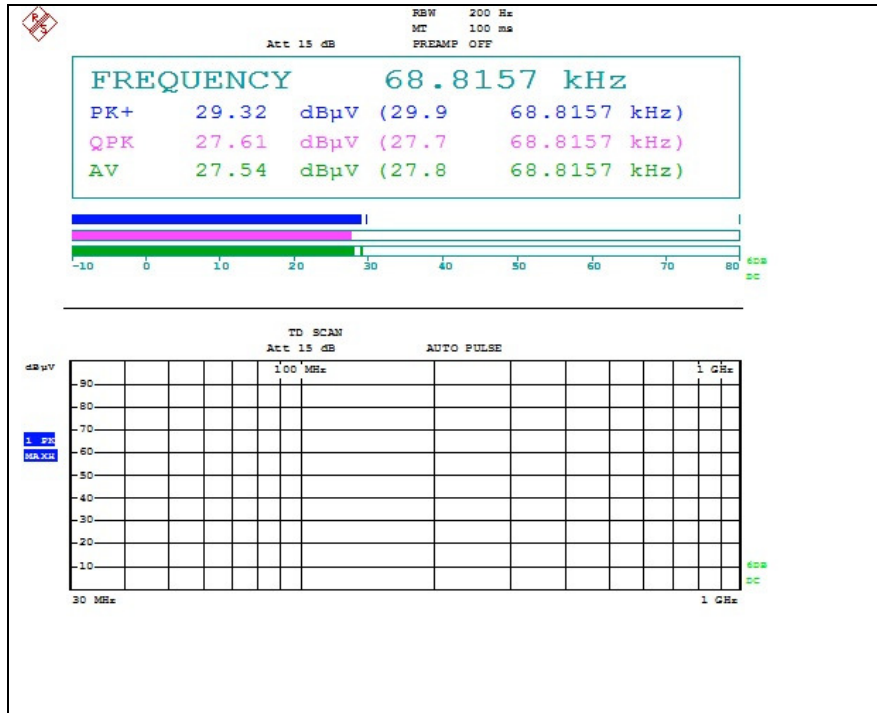 R S
RBW 200 Hz
MT 100 ms
Att 15 dB PREAMP OFF
FREQUENCY 68.8157 kHz
PK+ 29.32 dBµV (29.9 68.8157 kHz)
QPK 27.61 dBµV (27.7 68.8157 kHz)
AV 27.54 dBµV (27.8 68.8157 kHz)
-10 0 10 20 30 40 50 60 70 80
6DB
DC
TD SCAN
Att 15 dB AUTO PULSE
dBµV
100 MHz 1 GHz
90
80
70
1 PK
MAXH
60
50
40
30
20
10
6DB
DC
30 MHz 1 GHz